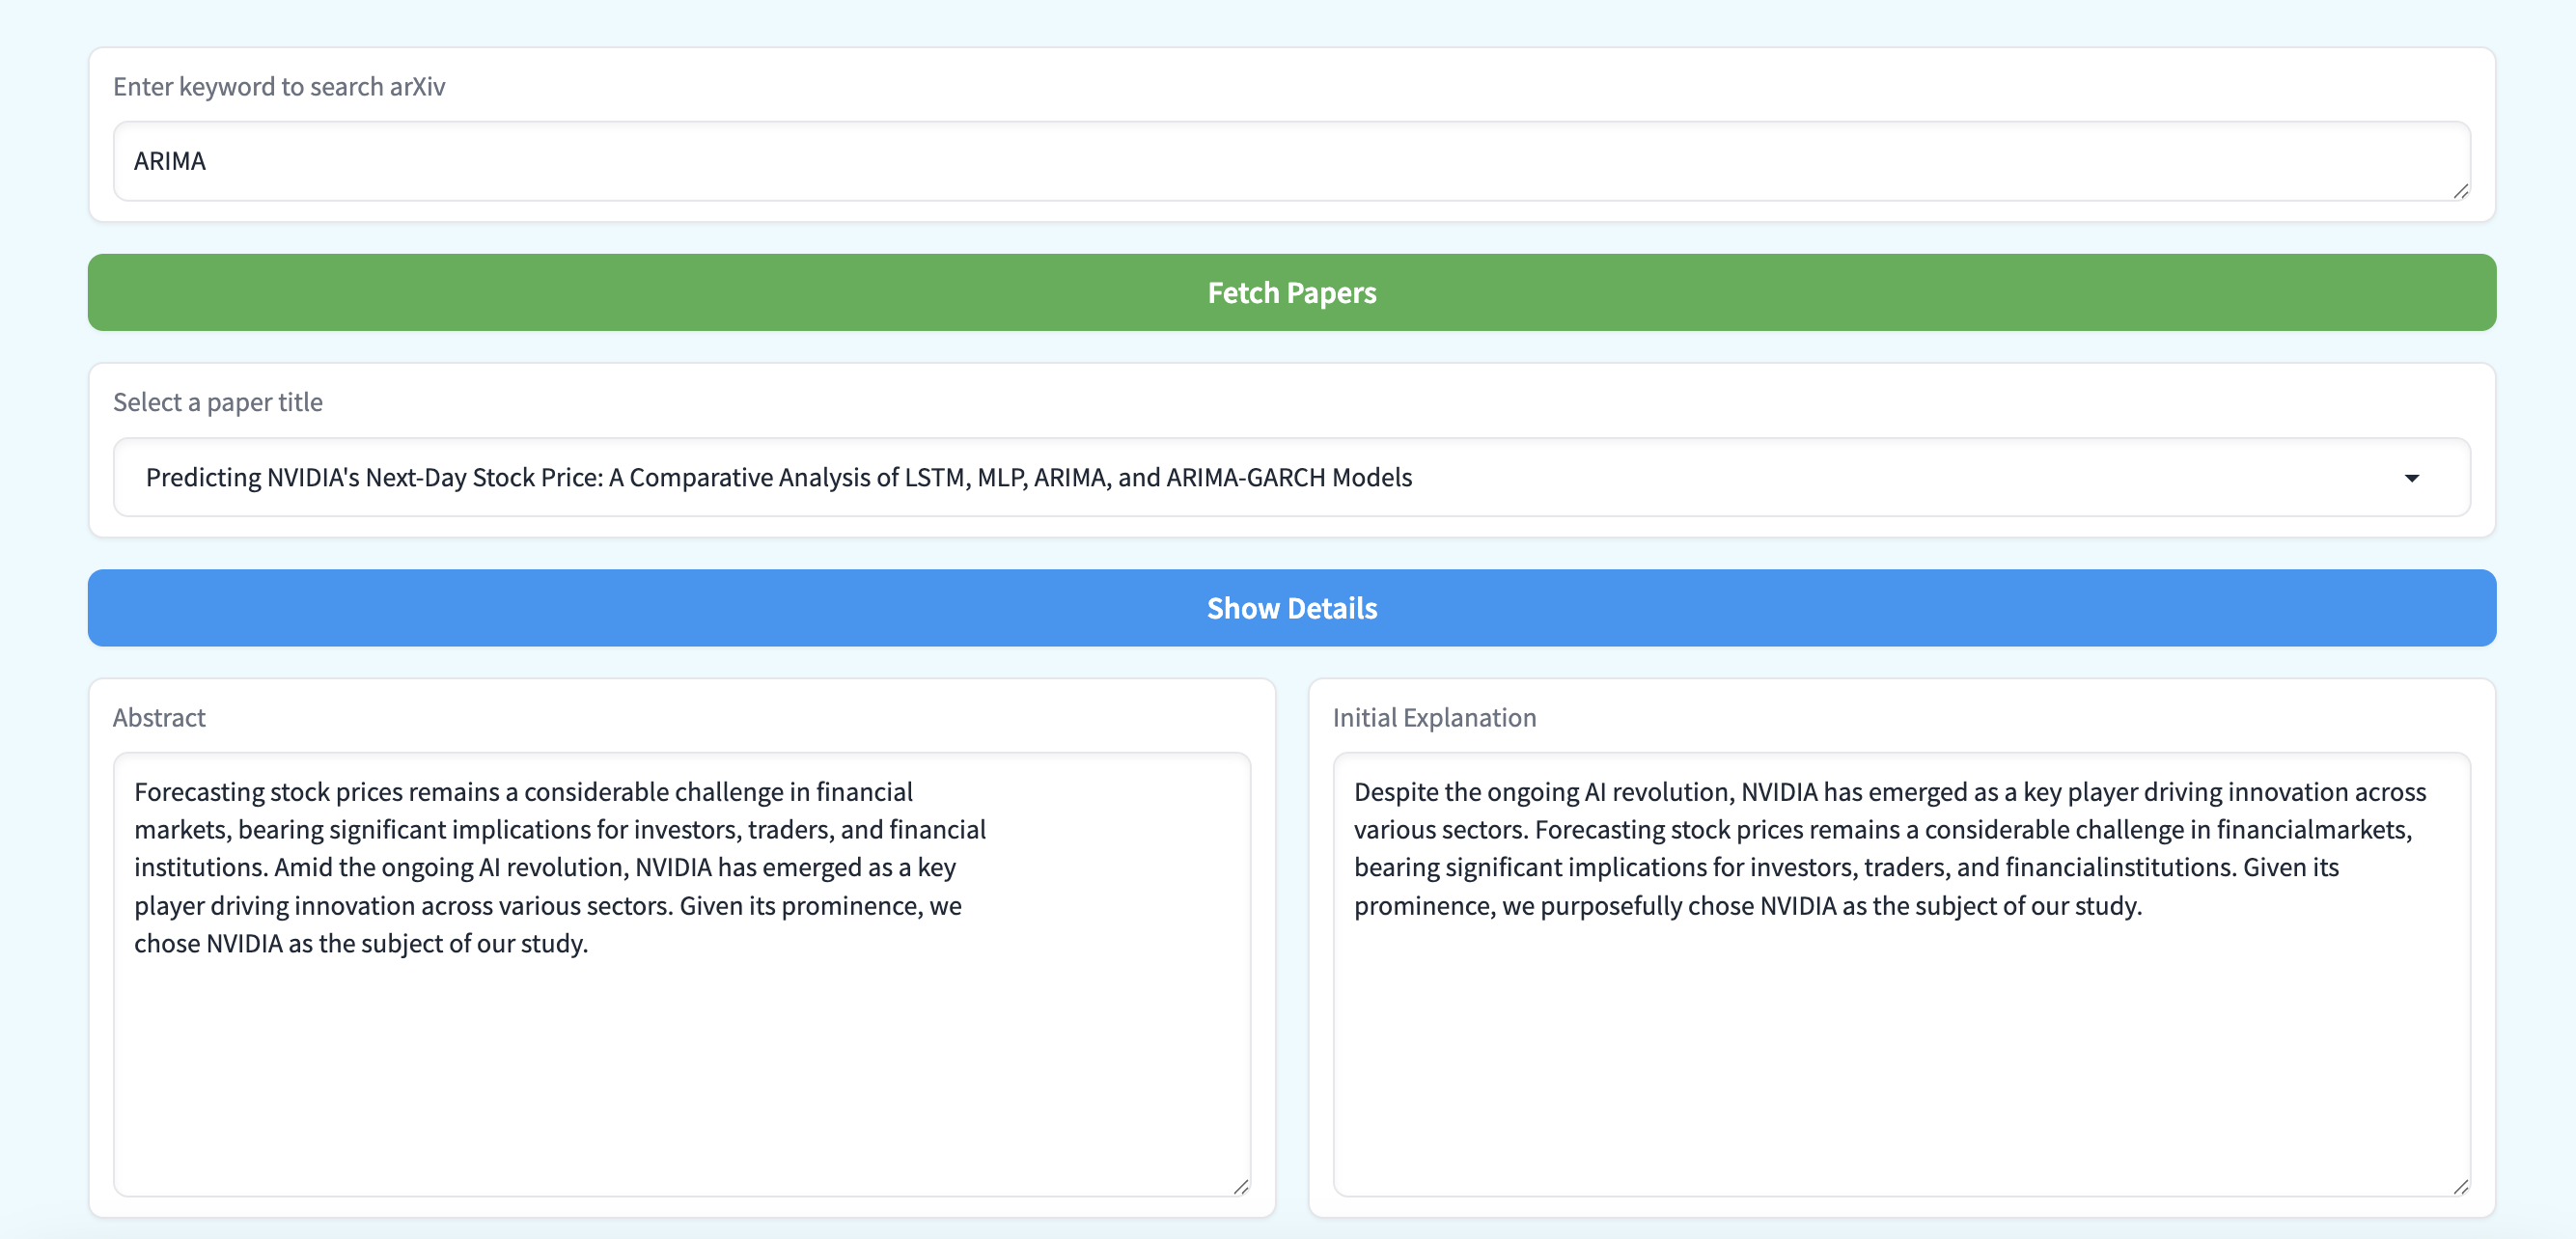 Enter keyword to search arXiv
ARIMA
Fetch Papers
Select a paper title
Predicting NVIDIA's Next-Day Stock Price: A Comparative Analysis of LSTM, MLP, ARIMA, and ARIMA-GARCH Models
Show Details
Abstract
Forecasting stock prices remains a considerable challenge in financial
markets, bearing significant implications for investors, traders, and financial
institutions. Amid the ongoing AI revolution, NVIDIA has emerged as a key
player driving innovation across various sectors. Given its prominence, we
chose NVIDIA as the subject of our study.
Initial Explanation
Despite the ongoing AI revolution, NVIDIA has emerged as a key player driving innovation across
various sectors. Forecasting stock prices remains a considerable challenge in financialmarkets,
bearing significant implications for investors, traders, and financialinstitutions. Given its
prominence, we purposefully chose NVIDIA as the subject of our study.